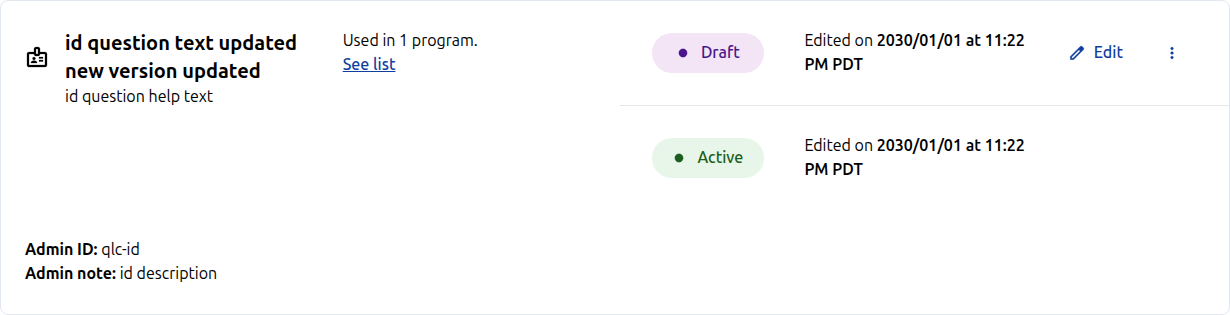 id question text updated
new version updated
id question help text
Used in 1 program.
See list
Draft
Edited on 2030/01/01 at 11:22
PM PDT
Edit
Active
Edited on 2030/01/01 at 11:22
PM PDT
Admin ID: qlc-id
Admin note: id description